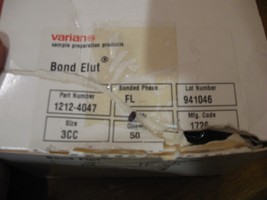 varian
sample preparation products
Bond Elut®
Part Number Bonded Phase Lot Number
1212-4047 FL 941046
Size Mfg. Code
3CC 50